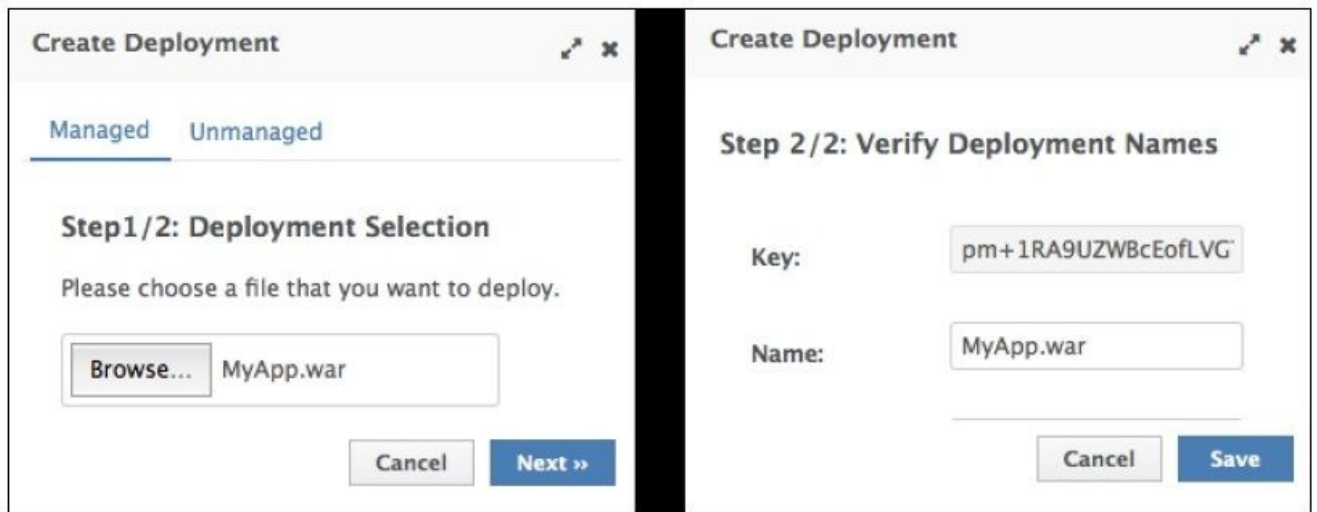 Create Deployment
Managed Unmanaged
Step1/2: Deployment Selection
Please choose a file that you want to deploy.
Browse... MyApp.war
Cancel Next »
Create Deployment
Step 2/2: Verify Deployment Names
Key: pm+1RA9UZWBcEofLVG
Name: MyApp.war
Cancel Save